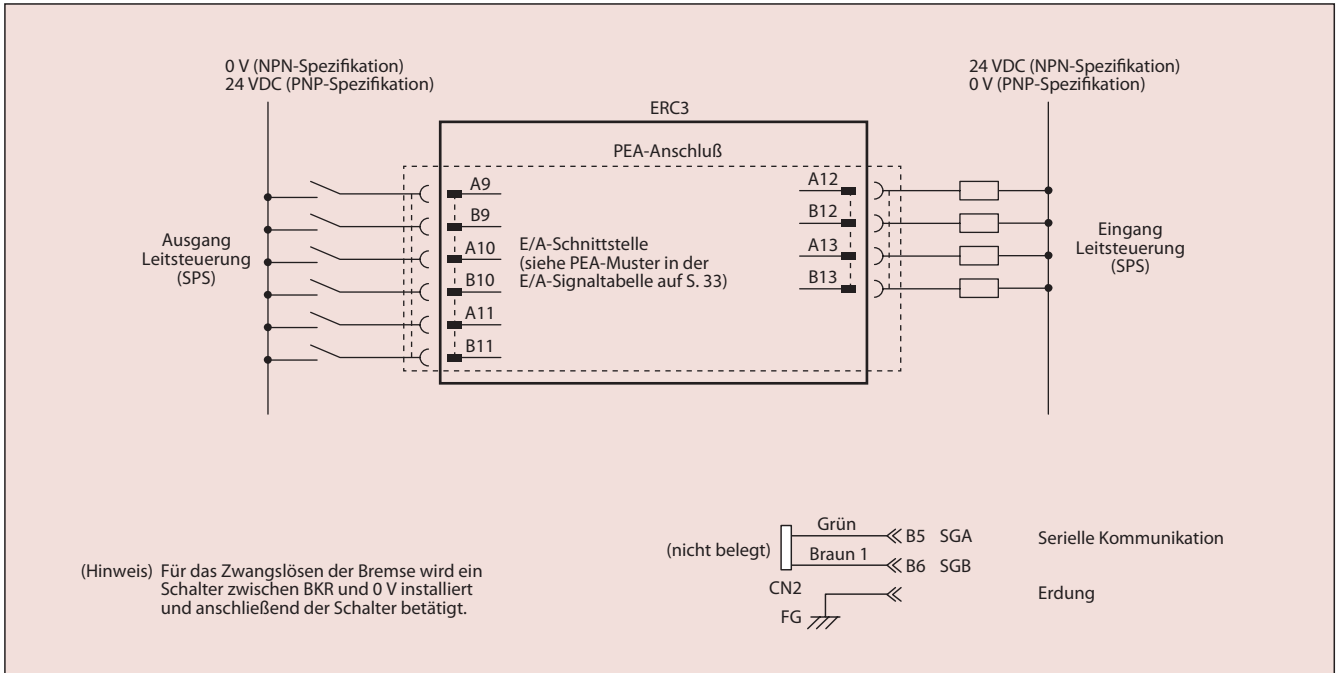 0 V (NPN-Spezifikation)
24 VDC (PNP-Spezifikation)
24 VDC (NPN-Spezifikation)
0 V (PNP-Spezifikation)
ERC3
PEA-Anschluß
A9
B9
A10
B10
A11
B11
A12
B12
A13
B13
Ausgang
Leitsteuerung
(SPS)
E/A-Schnittstelle
(siehe PEA-Muster in der
E/A-Signaltabelle auf S. 33)
Eingang
Leitsteuerung
(SPS)
(nicht belegt)
Grün
B5 SGA
Serielle Kommunikation
Braun 1
B6 SGB
CN2
Erdung
FG
(Hinweis) Für das Zwangslösen der Bremse wird ein
Schalter zwischen BKR und 0 V installiert
und anschließend der Schalter betätigt.